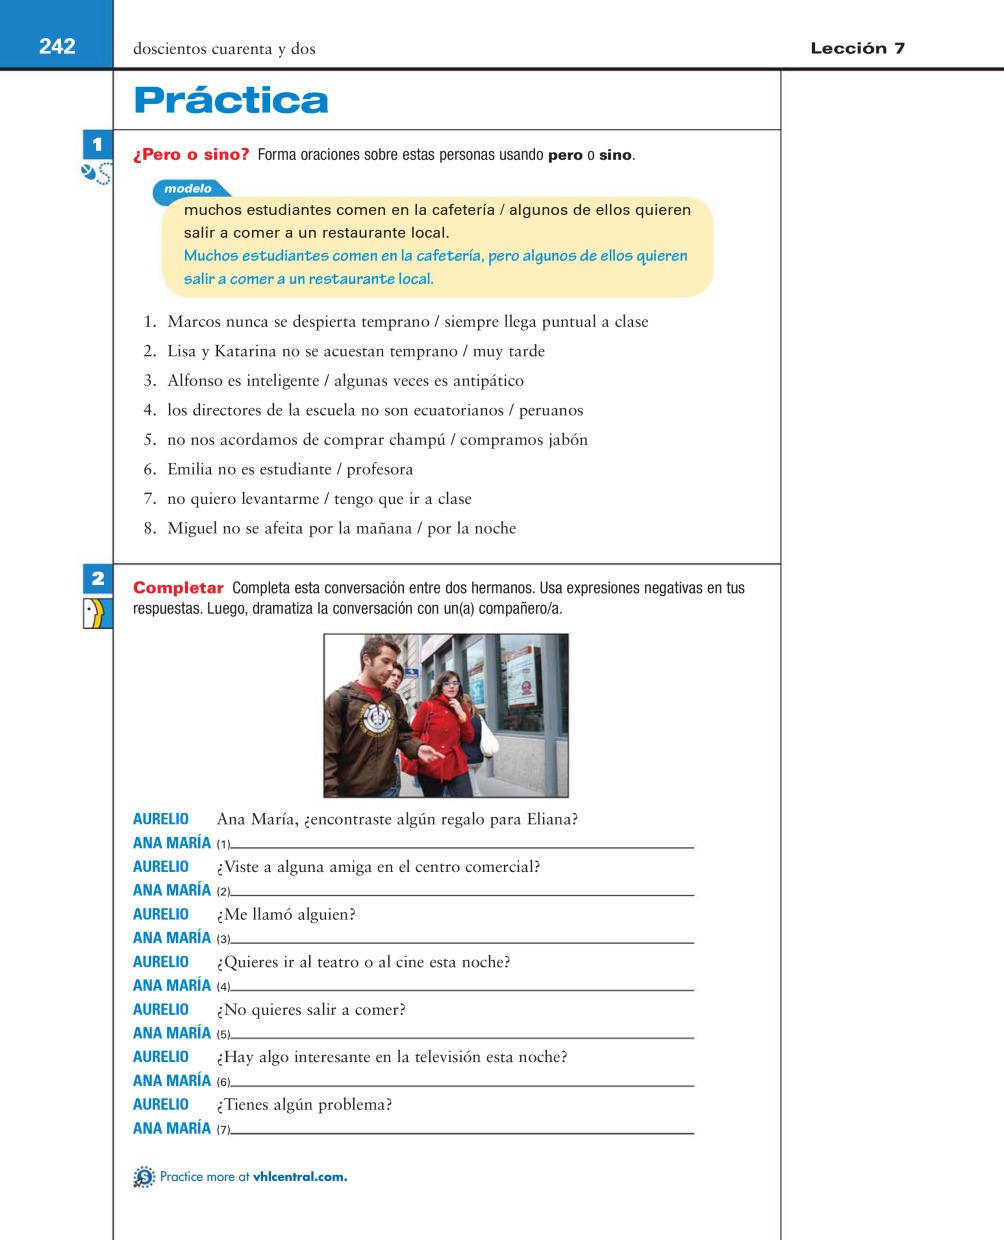 242
doscientos cuarenta y dos
Lección 7
Práctica
1
¿Pero o sino? Forma oraciones sobre estas personas usando pero o sino.
modelo
muchos estudiantes comen en la cafetería / algunos de ellos quieren
salir a comer a un restaurante local.
Muchos estudiantes comen en la cafetería, pero algunos de ellos quieren
salir a comer a un restaurante local.
1. Marcos nunca se despierta temprano / siempre llega puntual a clase
2. Lisa y Katarina no se acuestan temprano / muy tarde
3. Alfonso es inteligente / algunas veces es antipático
4. los directores de la escuela no son ecuatorianos / peruanos
5. no nos acordamos de comprar champú / compramos jabón
6. Emilia no es estudiante / profesora
7. no quiero levantarme / tengo que ir a clase
8. Miguel no se afeita por la mañana / por la noche
2
Completar Completa esta conversación entre dos hermanos. Usa expresiones negativas en tus
respuestas. Luego, dramatiza la conversación con un(a) compañero/a.
AURELIO Ana María, ¿encontraste algún regalo para Eliana?
ANA MARÍA (1)
AURELIO ¿Viste a alguna amiga en el centro comercial?
ANA MARÍA (2)
AURELIO ¿Me llamó alguien?
ANA MARÍA (3)
AURELIO ¿Quieres ir al teatro o al cine esta noche?
ANA MARÍA (4)
AURELIO ¿No quieres salir a comer?
ANA MARÍA (5)
AURELIO ¿Hay algo interesante en la televisión esta noche?
ANA MARÍA (6)
AURELIO ¿Tienes algún problema?
ANA MARÍA (7)
Practice more at vhlcentral.com.